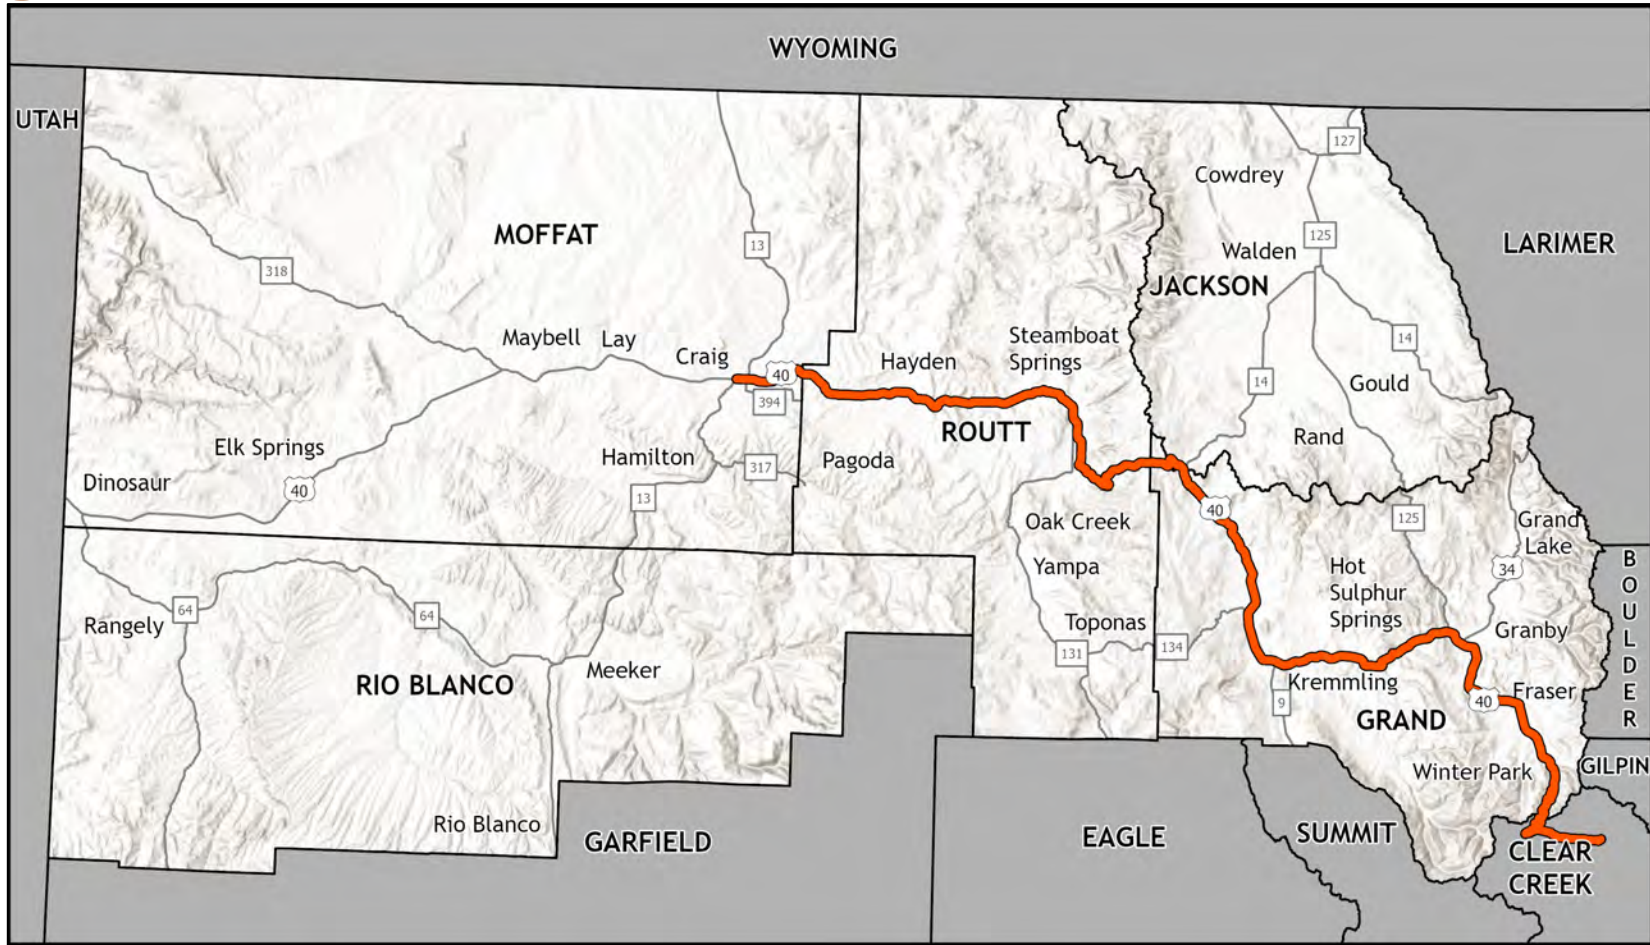 WYOMING
UTAH
127
Cowdrey
MOFFAT
13
125
LARIMER
Walden
318
JACKSON
Maybell
Lay
Steamboat
Springs
14
Craig
Hayden
40
14
Gould
394
ROUTT
Rand
Elk Springs
Hamilton
317
Pagoda
Dinosaur
40
13
40
125
Oak Creek
Grand
Lake
Yampa
Hot
Sulphur
Springs
34
BOULDER
64
64
Rangely
Toponas
Granby
131
134
Meeker
RIO BLANCO
Kremmling
9
40
Fraser
GRAND
Winter Park
GILPIN
Rio Blanco
GARFIELD
EAGLE
SUMMIT
CLEAR
CREEK